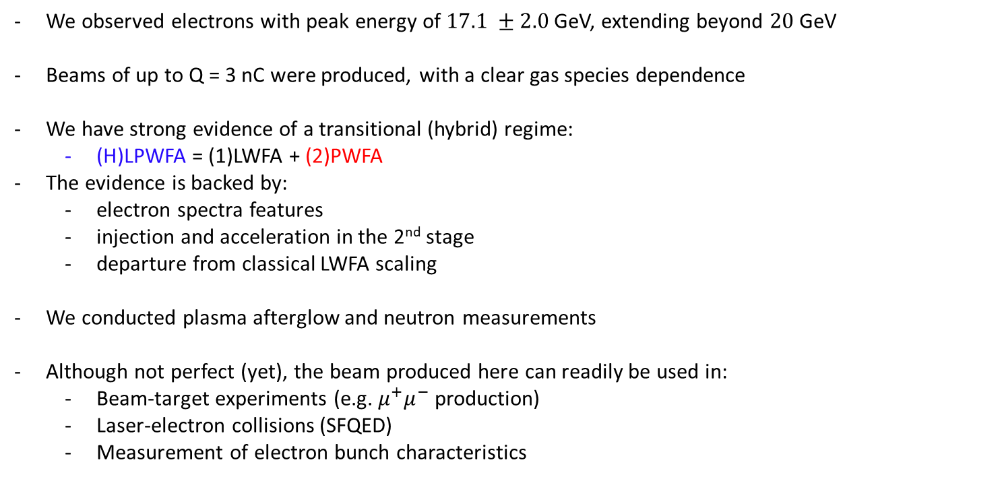 - We observed electrons with peak energy of 17.1 ± 2.0 GeV, extending beyond 20 GeV
- Beams of up to Q = 3 nC were produced, with a clear gas species dependence
- We have strong evidence of a transitional (hybrid) regime:
- (H)LPWFA = (1)LWFA + (2)PWFA
- The evidence is backed by:
- electron spectra features
- injection and acceleration in the 2nd stage
- departure from classical LWFA scaling
- We conducted plasma afterglow and neutron measurements
- Although not perfect (yet), the beam produced here can readily be used in:
- Beam-target experiments (e.g. μ⁺μ⁻ production)
- Laser-electron collisions (SFQED)
- Measurement of electron bunch characteristics